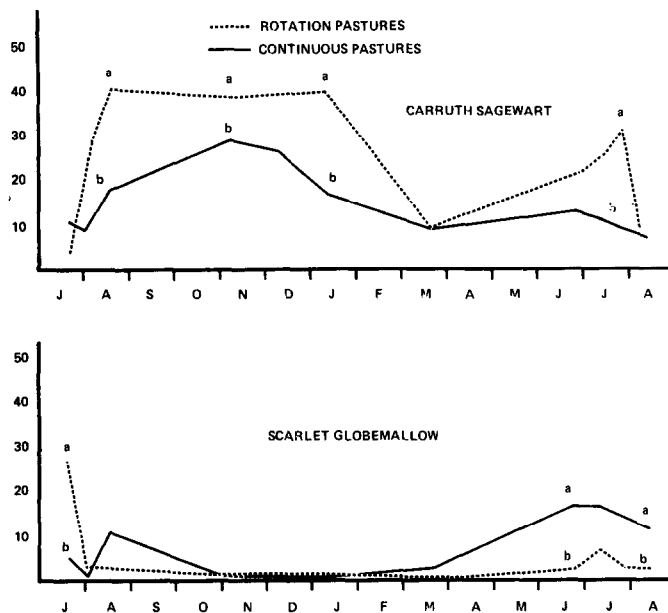 ROTATION PASTURES
CONTINUOUS PASTURES
50
40
30
20
10
a
a
a
a
b
b
b
b
CARRUTH SAGEWART
J A S O N D J F M A M J J A
50
40
30
20
10
a
b
a
a
b
b
SCARLET GLOBEMALLOW
J A S O N D J F M A M J J A